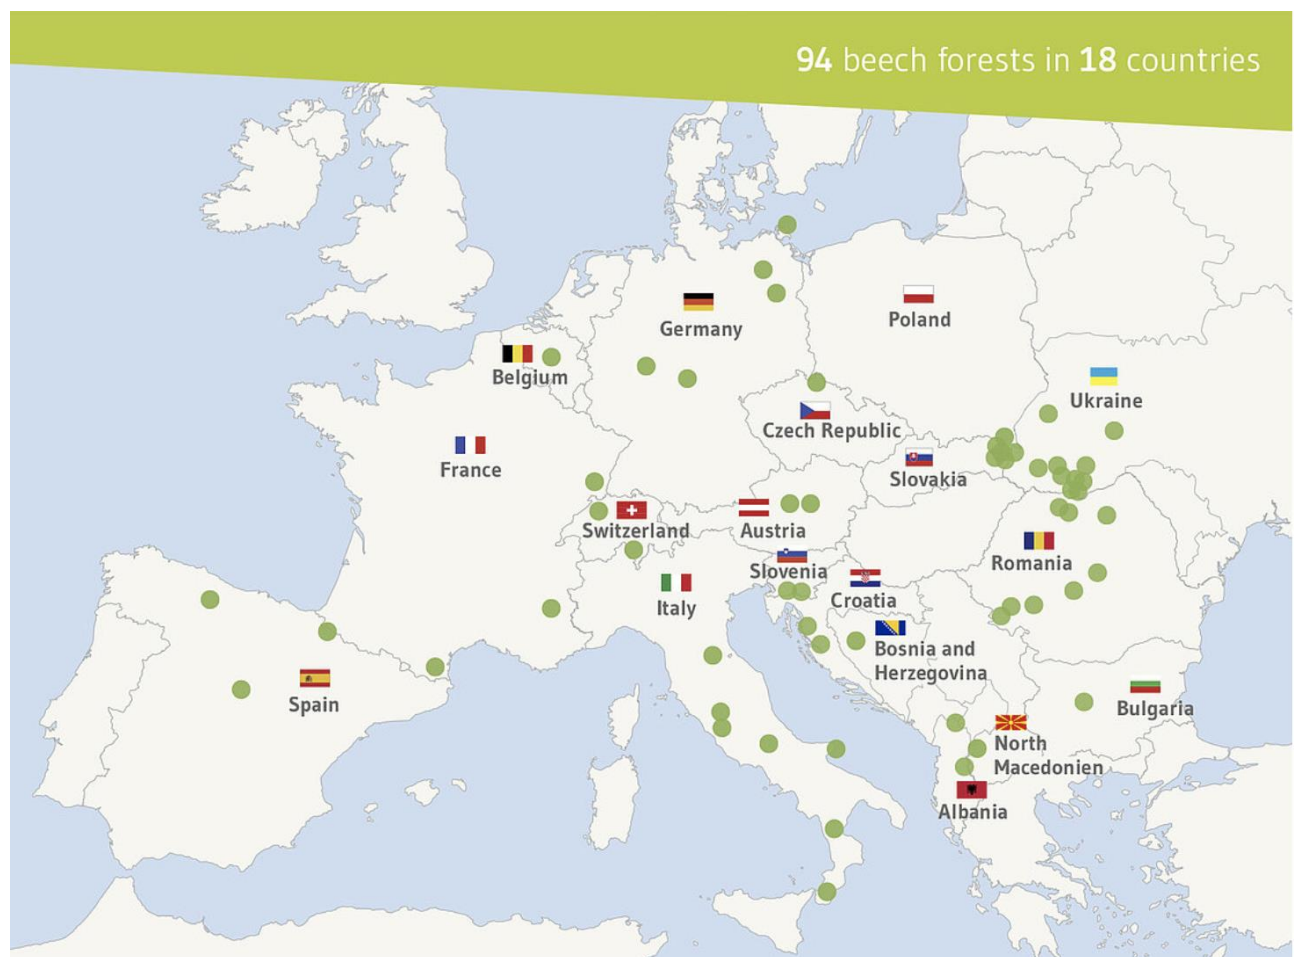 94 beech forests in 18 countries
Germany
Poland
Belgium
Ukraine
Czech Republic
France
Slovakia
Switzerland
Austria
Romania
Slovenia
Croatia
Italy
Bosnia and
Herzegovina
Spain
Bulgaria
North
Macedonien
Albania